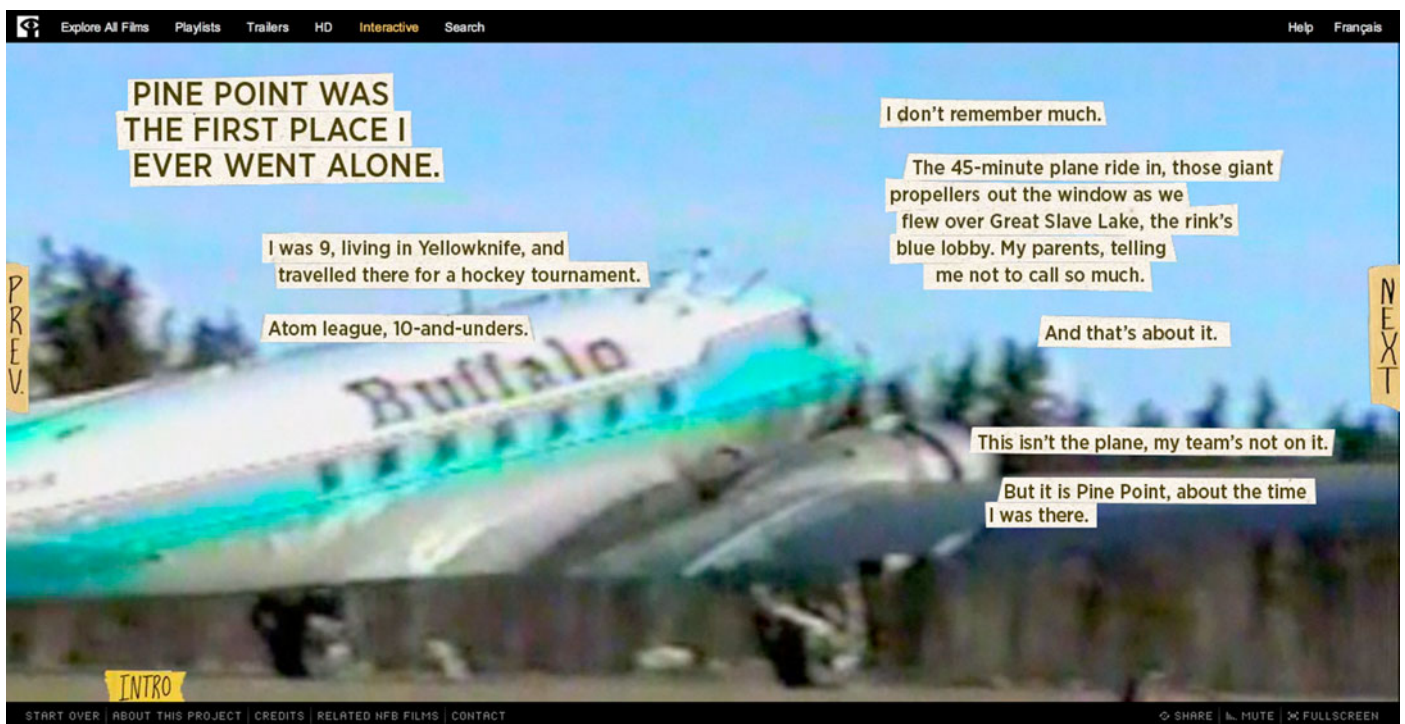 Explore All Films Playlists Trailers HD Interactive Search Help Français
PINE POINT WAS
THE FIRST PLACE I
EVER WENT ALONE.
I was 9, living in Yellowknife, and
travelled there for a hockey tournament.
Atom league, 10-and-unders.
I don't remember much.
The 45-minute plane ride in, those giant
propellers out the window as we
flew over Great Slave Lake, the rink's
blue lobby. My parents, telling
me not to call so much.
And that's about it.
This isn't the plane, my team's not on it.
But it is Pine Point, about the time
I was there.
Buffalo
PREV.
NEXT
INTRO
START OVER ABOUT THIS PROJECT CREDITS RELATED NFB FILMS CONTACT SHARE MUTE FULLSCREEN